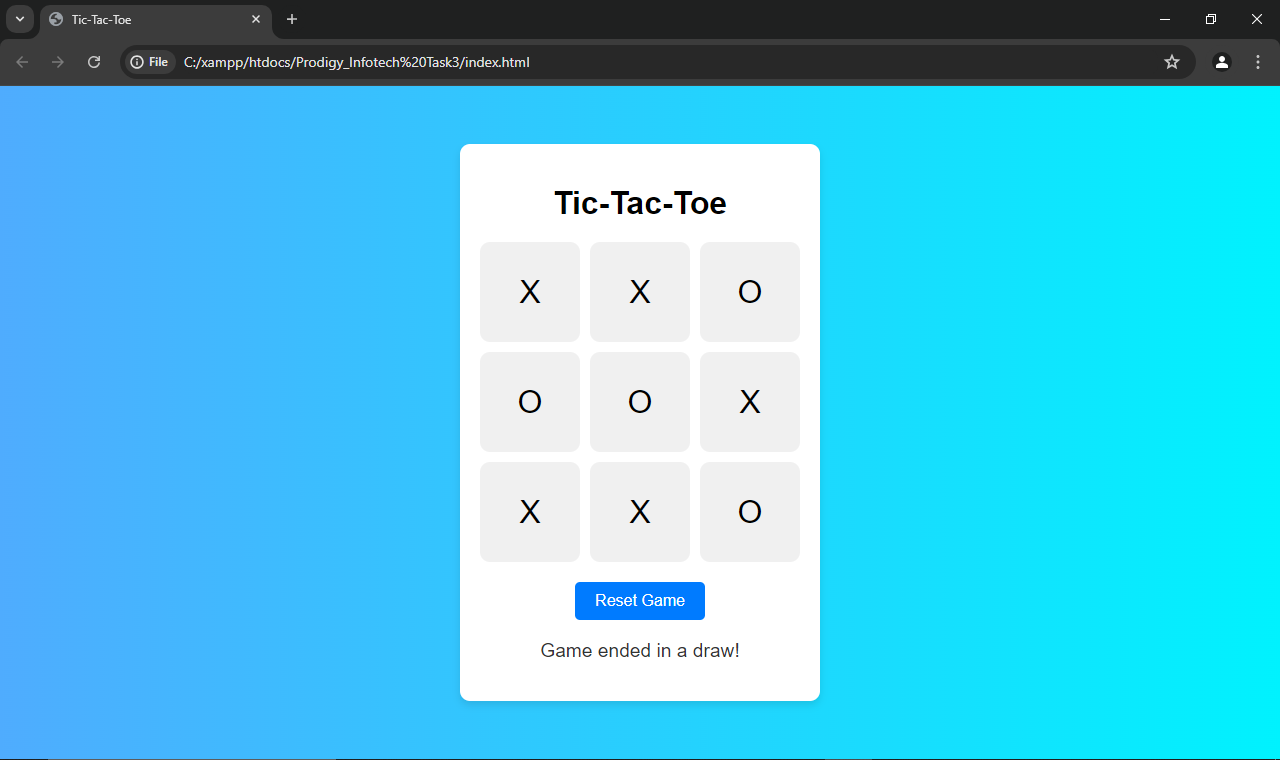 Tic-Tac-Toe
File C:/xampp/htdocs/Prodigy_Infotech%20Task3/index.html
Tic-Tac-Toe
X X O
O O X
X X O
Reset Game
Game ended in a draw!